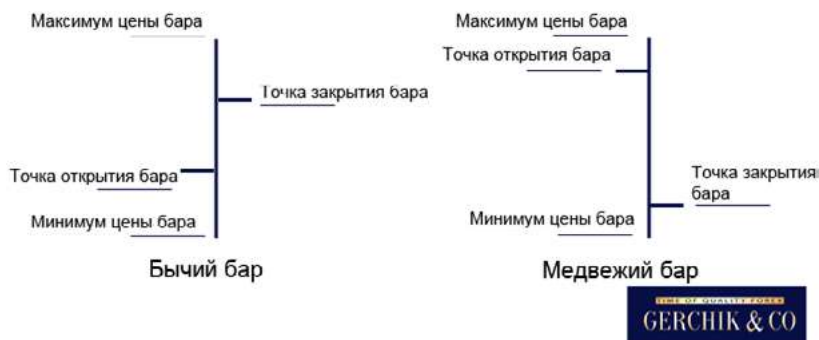 Максимум цены бара
Точка закрытия бара
Точка открытия бара
Минимум цены бара
Бычий бар
Максимум цены бара
Точка открытия бара
Точка закрытия
бара
Минимум цены бара
Медвежий бар
TIME OF QUALITY FOREX
GERCHIK & CO